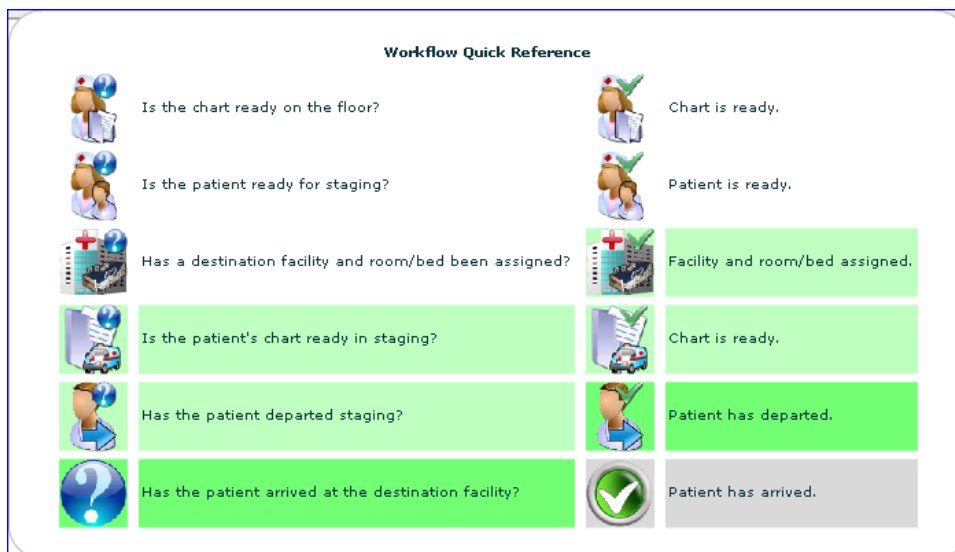 Workflow Quick Reference
Is the chart ready on the floor?
Chart is ready.
Is the patient ready for staging?
Patient is ready.
Has a destination facility and room/bed been assigned?
Facility and room/bed assigned.
Is the patient's chart ready in staging?
Chart is ready.
Has the patient departed staging?
Patient has departed.
Has the patient arrived at the destination facility?
Patient has arrived.